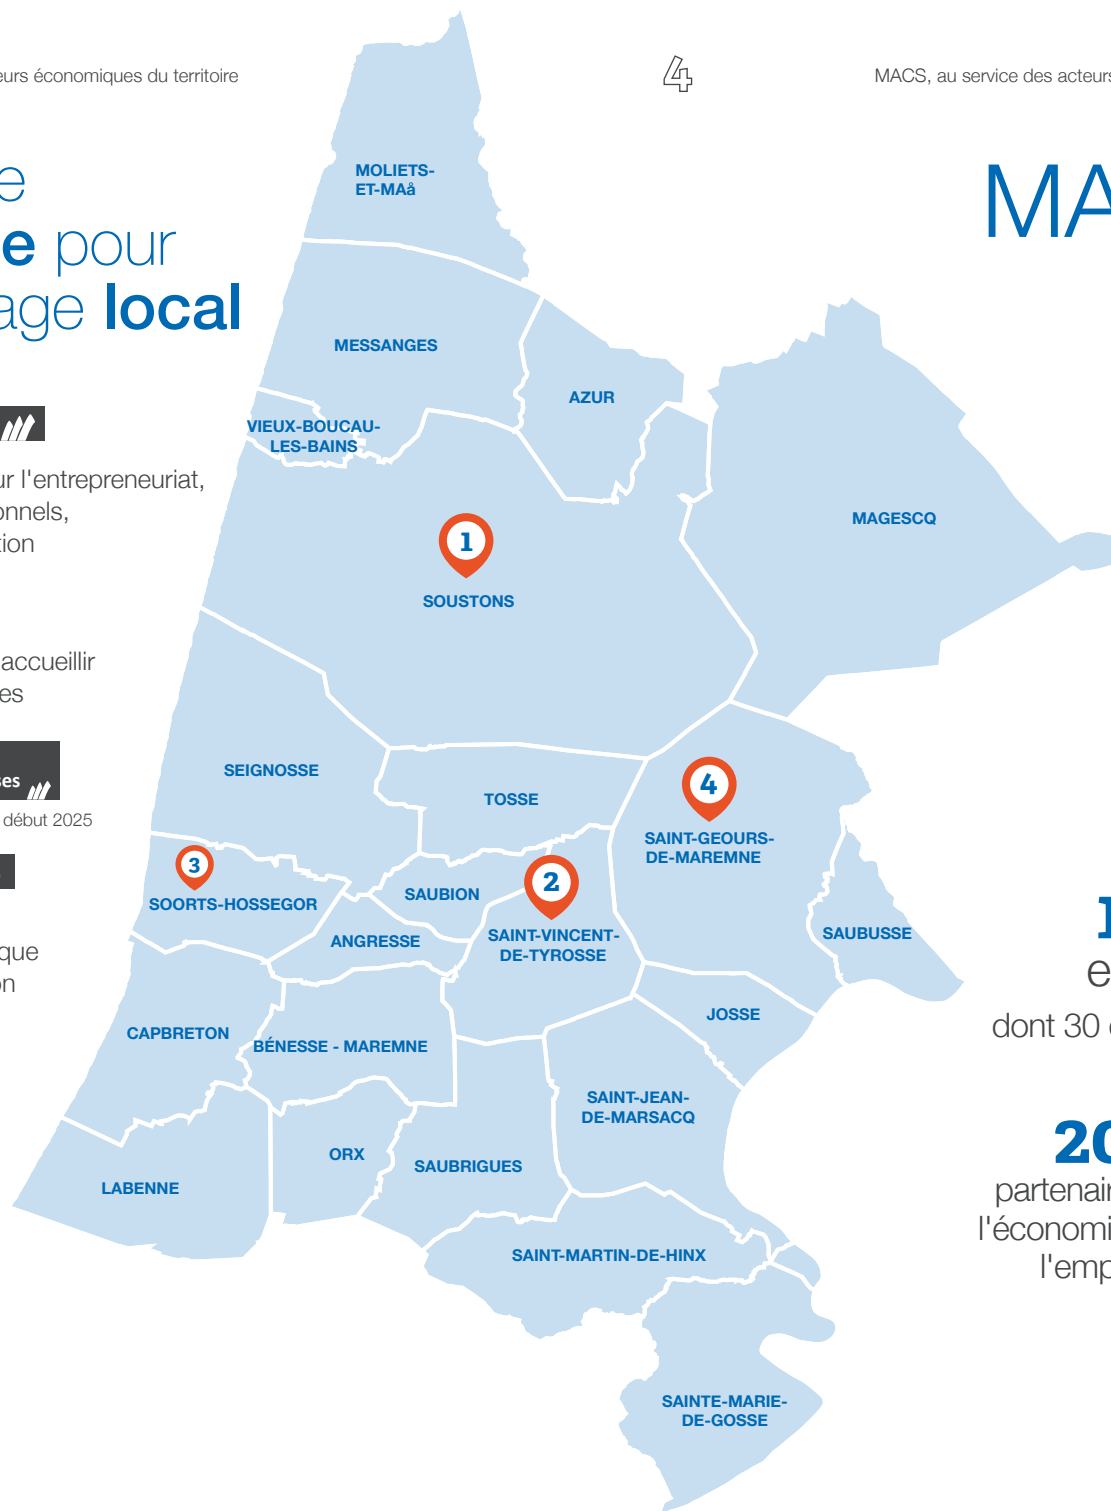 eurs économiques du territoire
4
MACS, au service des acteurs
e
e pour
age local
MA
ur l'entrepreneuriat,
onnels,
tion
accueillir
es
ses
début 2025
que
on
MOLIETS-
ET-MAå
MESSANGES
AZUR
VIEUX-BOUCAU-
LES-BAINS
MAGESCQ
1
SOUSTONS
SEIGNOSSE
TOSSE
4
SAINT-GEOURS-
DE-MAREMNE
3
SOORTS-HOSSEGOR
SAUBION
2
SAINT-VINCENT-
DE-TYROSSE
ANGRESSE
SAUBUSSE
CAPBRETON
BÉNESSE - MAREMNE
JOSSE
SAINT-JEAN-
DE-MARSACQ
ORX
SAUBRIGUES
LABENNE
SAINT-MARTIN-DE-HINX
SAINTE-MARIE-
DE-GOSSE
e
dont 30
20
partenair
l'économi
l'emp